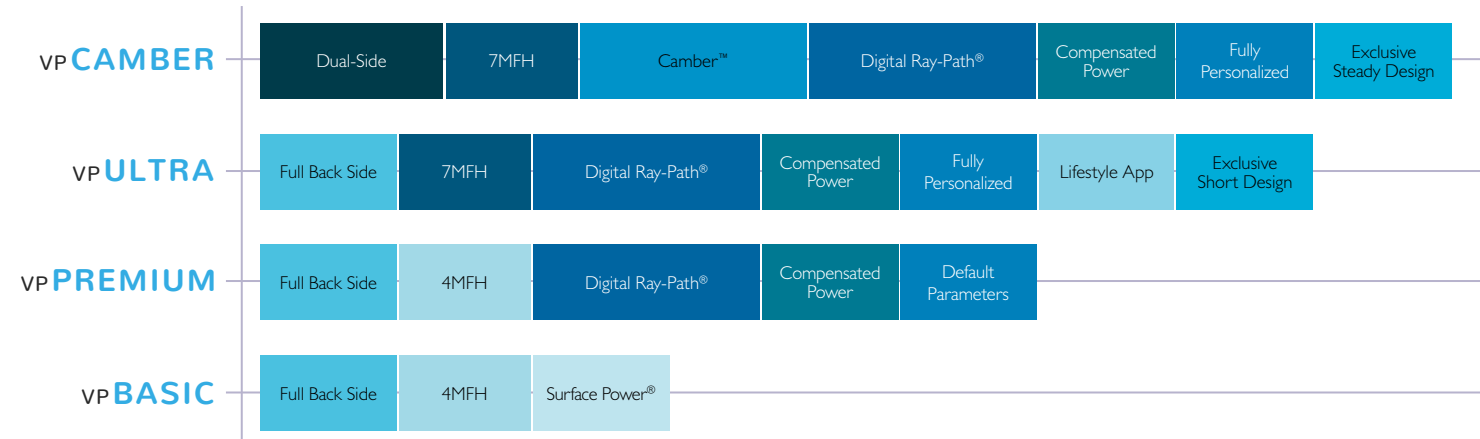 VP CAMBER
Dual-Side
7MFH
Camber™
Digital Ray-Path®
Compensated
Power
Fully
Personalized
Exclusive
Steady Design
VP ULTRA
Full Back Side
7MFH
Digital Ray-Path®
Compensated
Power
Fully
Personalized
Lifestyle App
Exclusive
Short Design
VP PREMIUM
Full Back Side
4MFH
Digital Ray-Path®
Compensated
Power
Default
Parameters
VP BASIC
Full Back Side
4MFH
Surface Power®